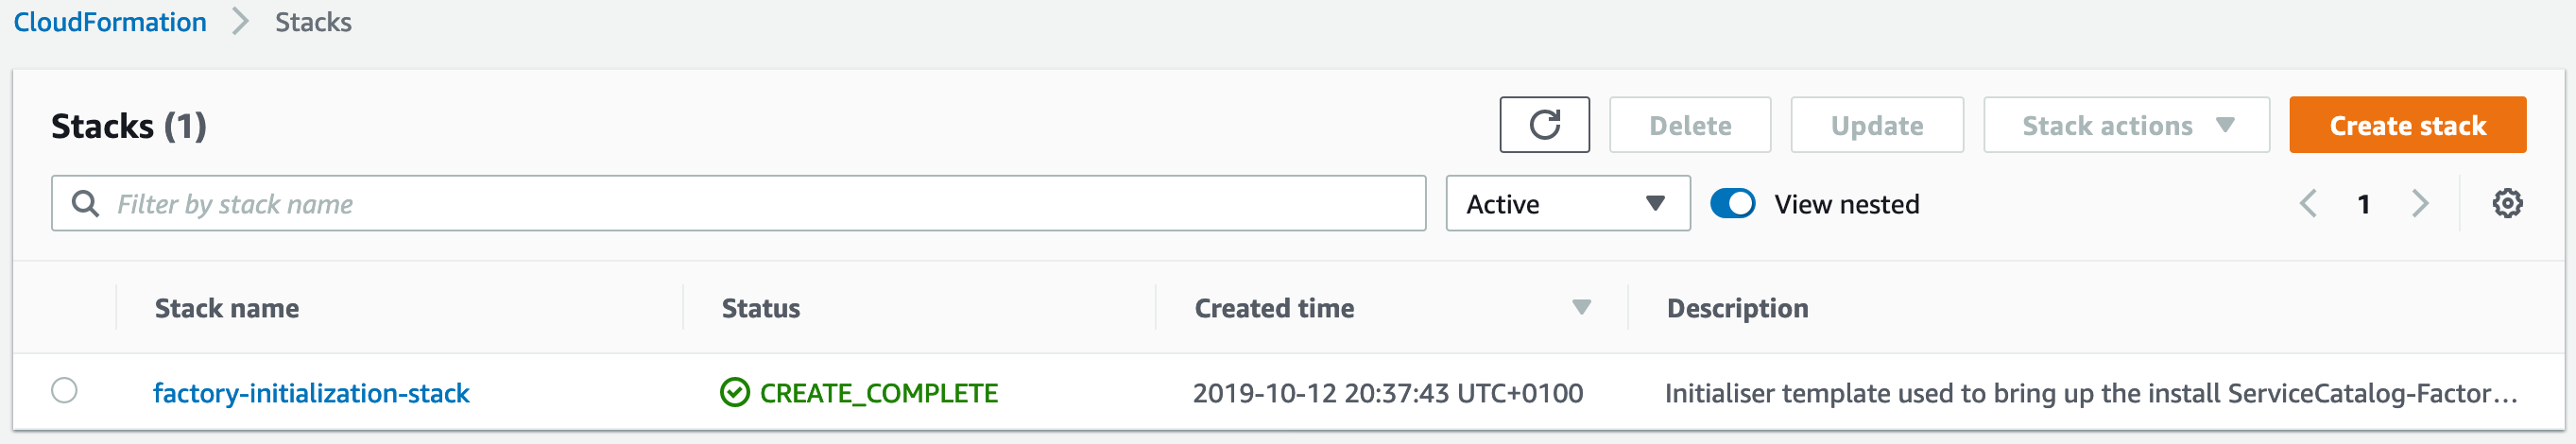 CloudFormation > Stacks
Stacks (1) Delete Update Stack actions Create stack
Filter by stack name Active View nested 1
Stack name Status Created time Description
factory-initialization-stack CREATE_COMPLETE 2019-10-12 20:37:43 UTC+0100 Initialiser template used to bring up the install ServiceCatalog-Factor...